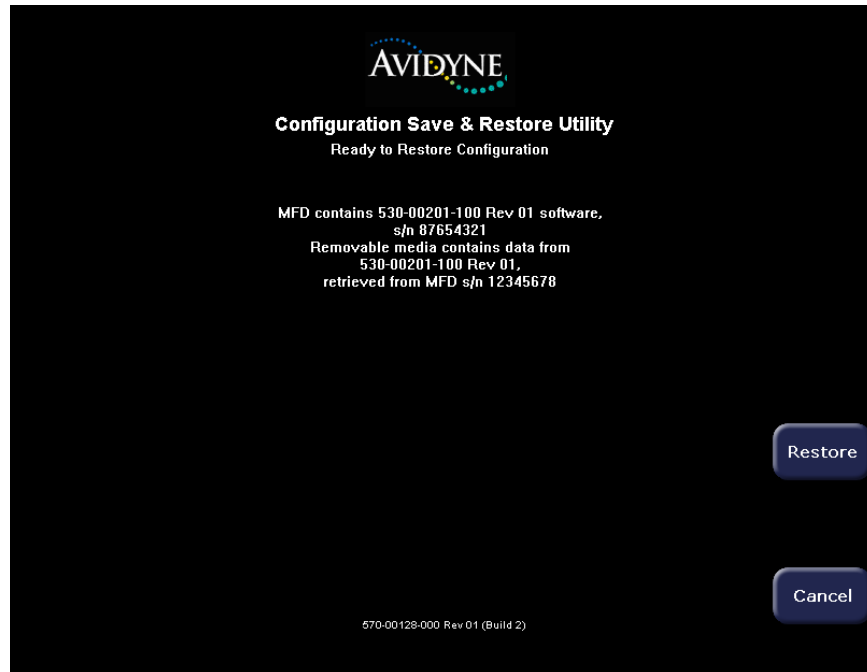 AVIDYNE
Configuration Save & Restore Utility
Ready to Restore Configuration
MFD contains 530-00201-100 Rev 01 software,
s/n 87654321
Removable media contains data from
530-00201-100 Rev 01,
retrieved from MFD s/n 12345678
Restore
Cancel
570-00128-000 Rev 01 (Build 2)